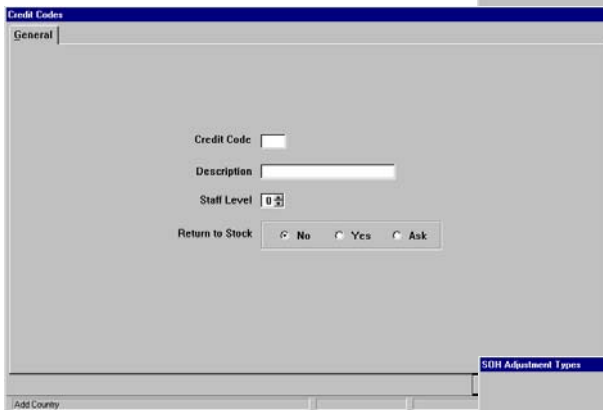 Credit Codes
General
Credit Code
Description
Staff Level 0
Return to Stock No Yes Ask
SOH Adjustment Types
Add Country